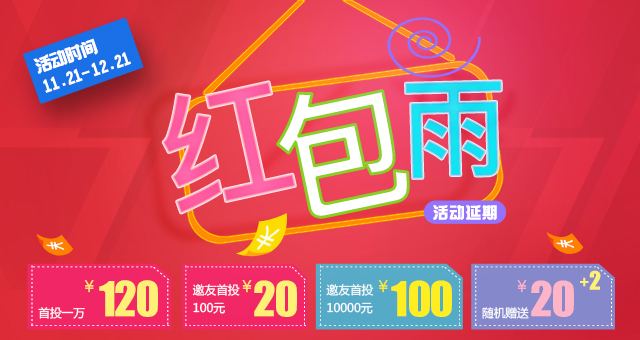 活动时间
11.21-12.21
红包雨
活动延期
首投一万
¥120
邀友首投
100元
¥20
邀友首投
10000元
¥100
随机赠送
¥20+2